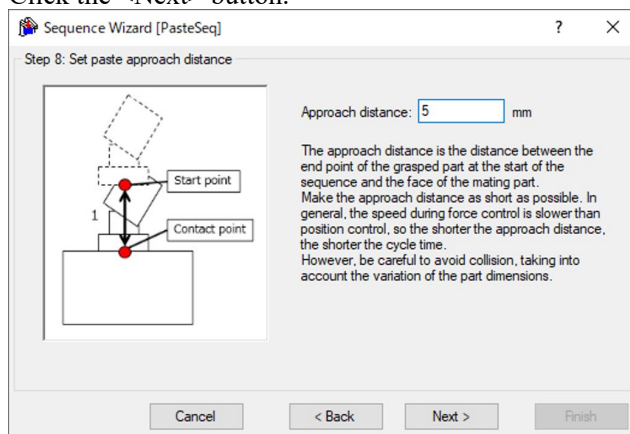 Click the <Next> button.
Sequence Wizard [PasteSeq]
? ×
Step 8: Set paste approach distance
Start point
1
Contact point
Approach distance: 5 mm
The approach distance is the distance between the
end point of the grasped part at the start of the
sequence and the face of the mating part.
Make the approach distance as short as possible. In
general, the speed during force control is slower than
position control, so the shorter the approach distance,
the shorter the cycle time.
However, be careful to avoid collision, taking into
account the variation of the part dimensions.
Cancel
< Back
Next >
Finish